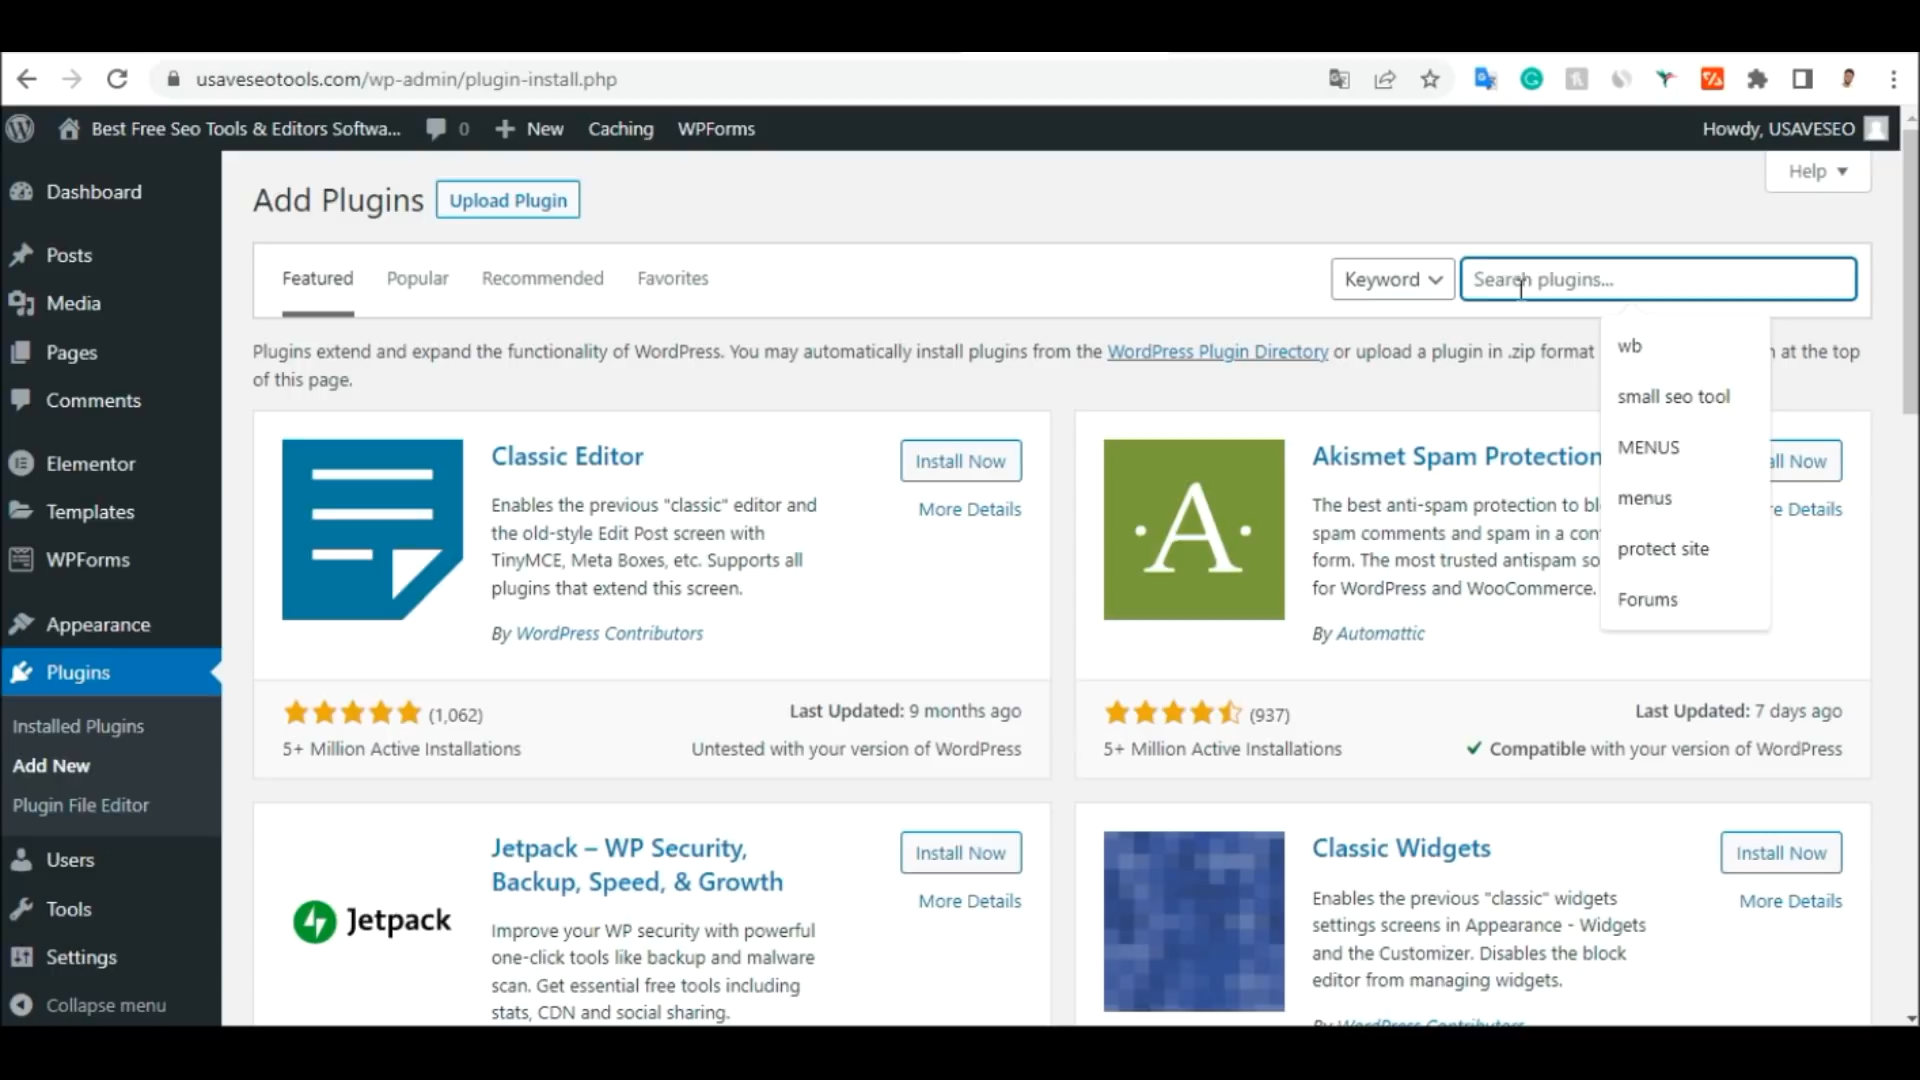 usaveseotools.com/wp-admin/plugin-install.php
Best Free Seo Tools & Editors Softwa... 0 New Caching WPForms Howdy, USAVESEO
Help
Add Plugins Upload Plugin
Featured Popular Recommended Favorites Keyword Search plugins...
Plugins extend and expand the functionality of WordPress. You may automatically install plugins from the WordPress Plugin Directory or upload a plugin in .zip format at the top
of this page.
wb
small seo tool
MENUS
menus
protect site
Forums
Dashboard
Posts
Media
Pages
Comments
Elementor
Templates
WPForms
Appearance
Plugins
Installed Plugins
Add New
Plugin File Editor
Users
Tools
Settings
Collapse menu
Classic Editor
Install Now
More Details
Enables the previous "classic" editor and
the old-style Edit Post screen with
TinyMCE, Meta Boxes, etc. Supports all
plugins that extend this screen.
By WordPress Contributors
(1,062)
Last Updated: 9 months ago
5+ Million Active Installations
Untested with your version of WordPress
A
Akismet Spam Protection
all Now
re Details
The best anti-spam protection to bl
spam comments and spam in a con
form. The most trusted antispam so
for WordPress and WooCommerce.
By Automattic
(937)
Last Updated: 7 days ago
5+ Million Active Installations
Compatible with your version of WordPress
Jetpack
Jetpack – WP Security,
Backup, Speed, & Growth
Install Now
More Details
Improve your WP security with powerful
one-click tools like backup and malware
scan. Get essential free tools including
stats, CDN and social sharing.
Classic Widgets
Install Now
More Details
Enables the previous "classic" widgets
settings screens in Appearance - Widgets
and the Customizer. Disables the block
editor from managing widgets.
By WordPress Contributors